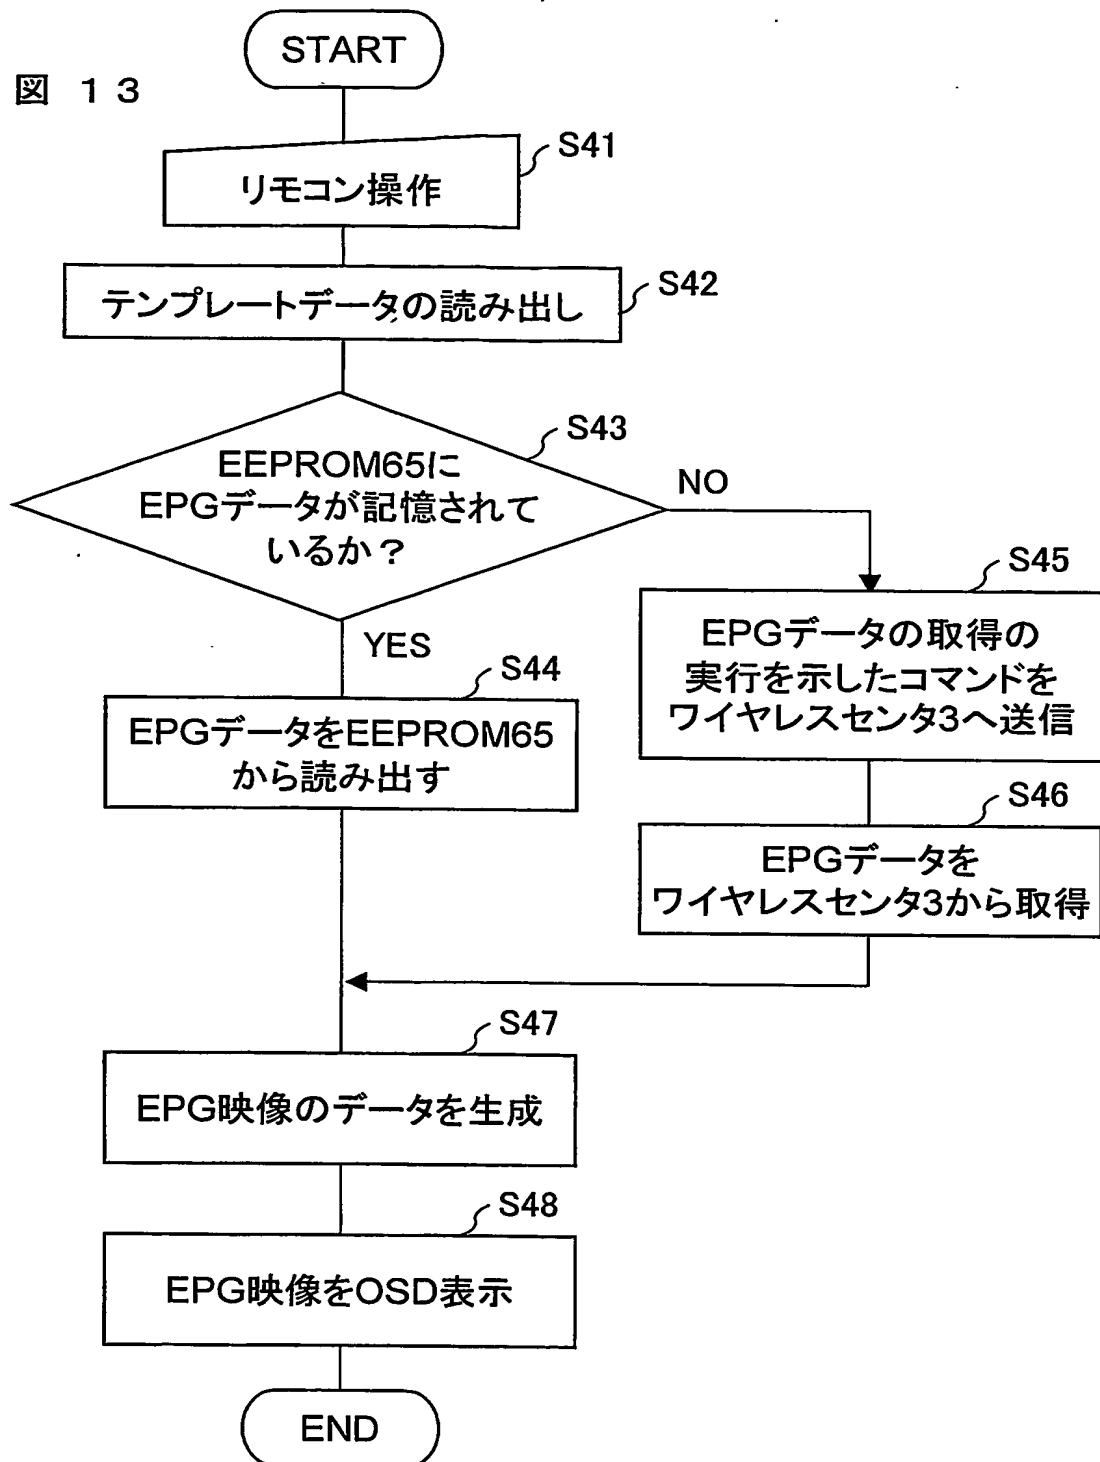 START
図 13
S41
リモコン操作
S42
テンプレートデータの読み出し
S43
EEPROM65に
EPGデータが記憶されて
いるか？
NO
YES
S44
EPGデータをEEPROM65
から読み出す
S45
EPGデータの取得の
実行を示したコマンドを
ワイヤレスセンタ3へ送信
S46
EPGデータを
ワイヤレスセンタ3から取得
S47
EPG映像のデータを生成
S48
EPG映像をOSD表示
END